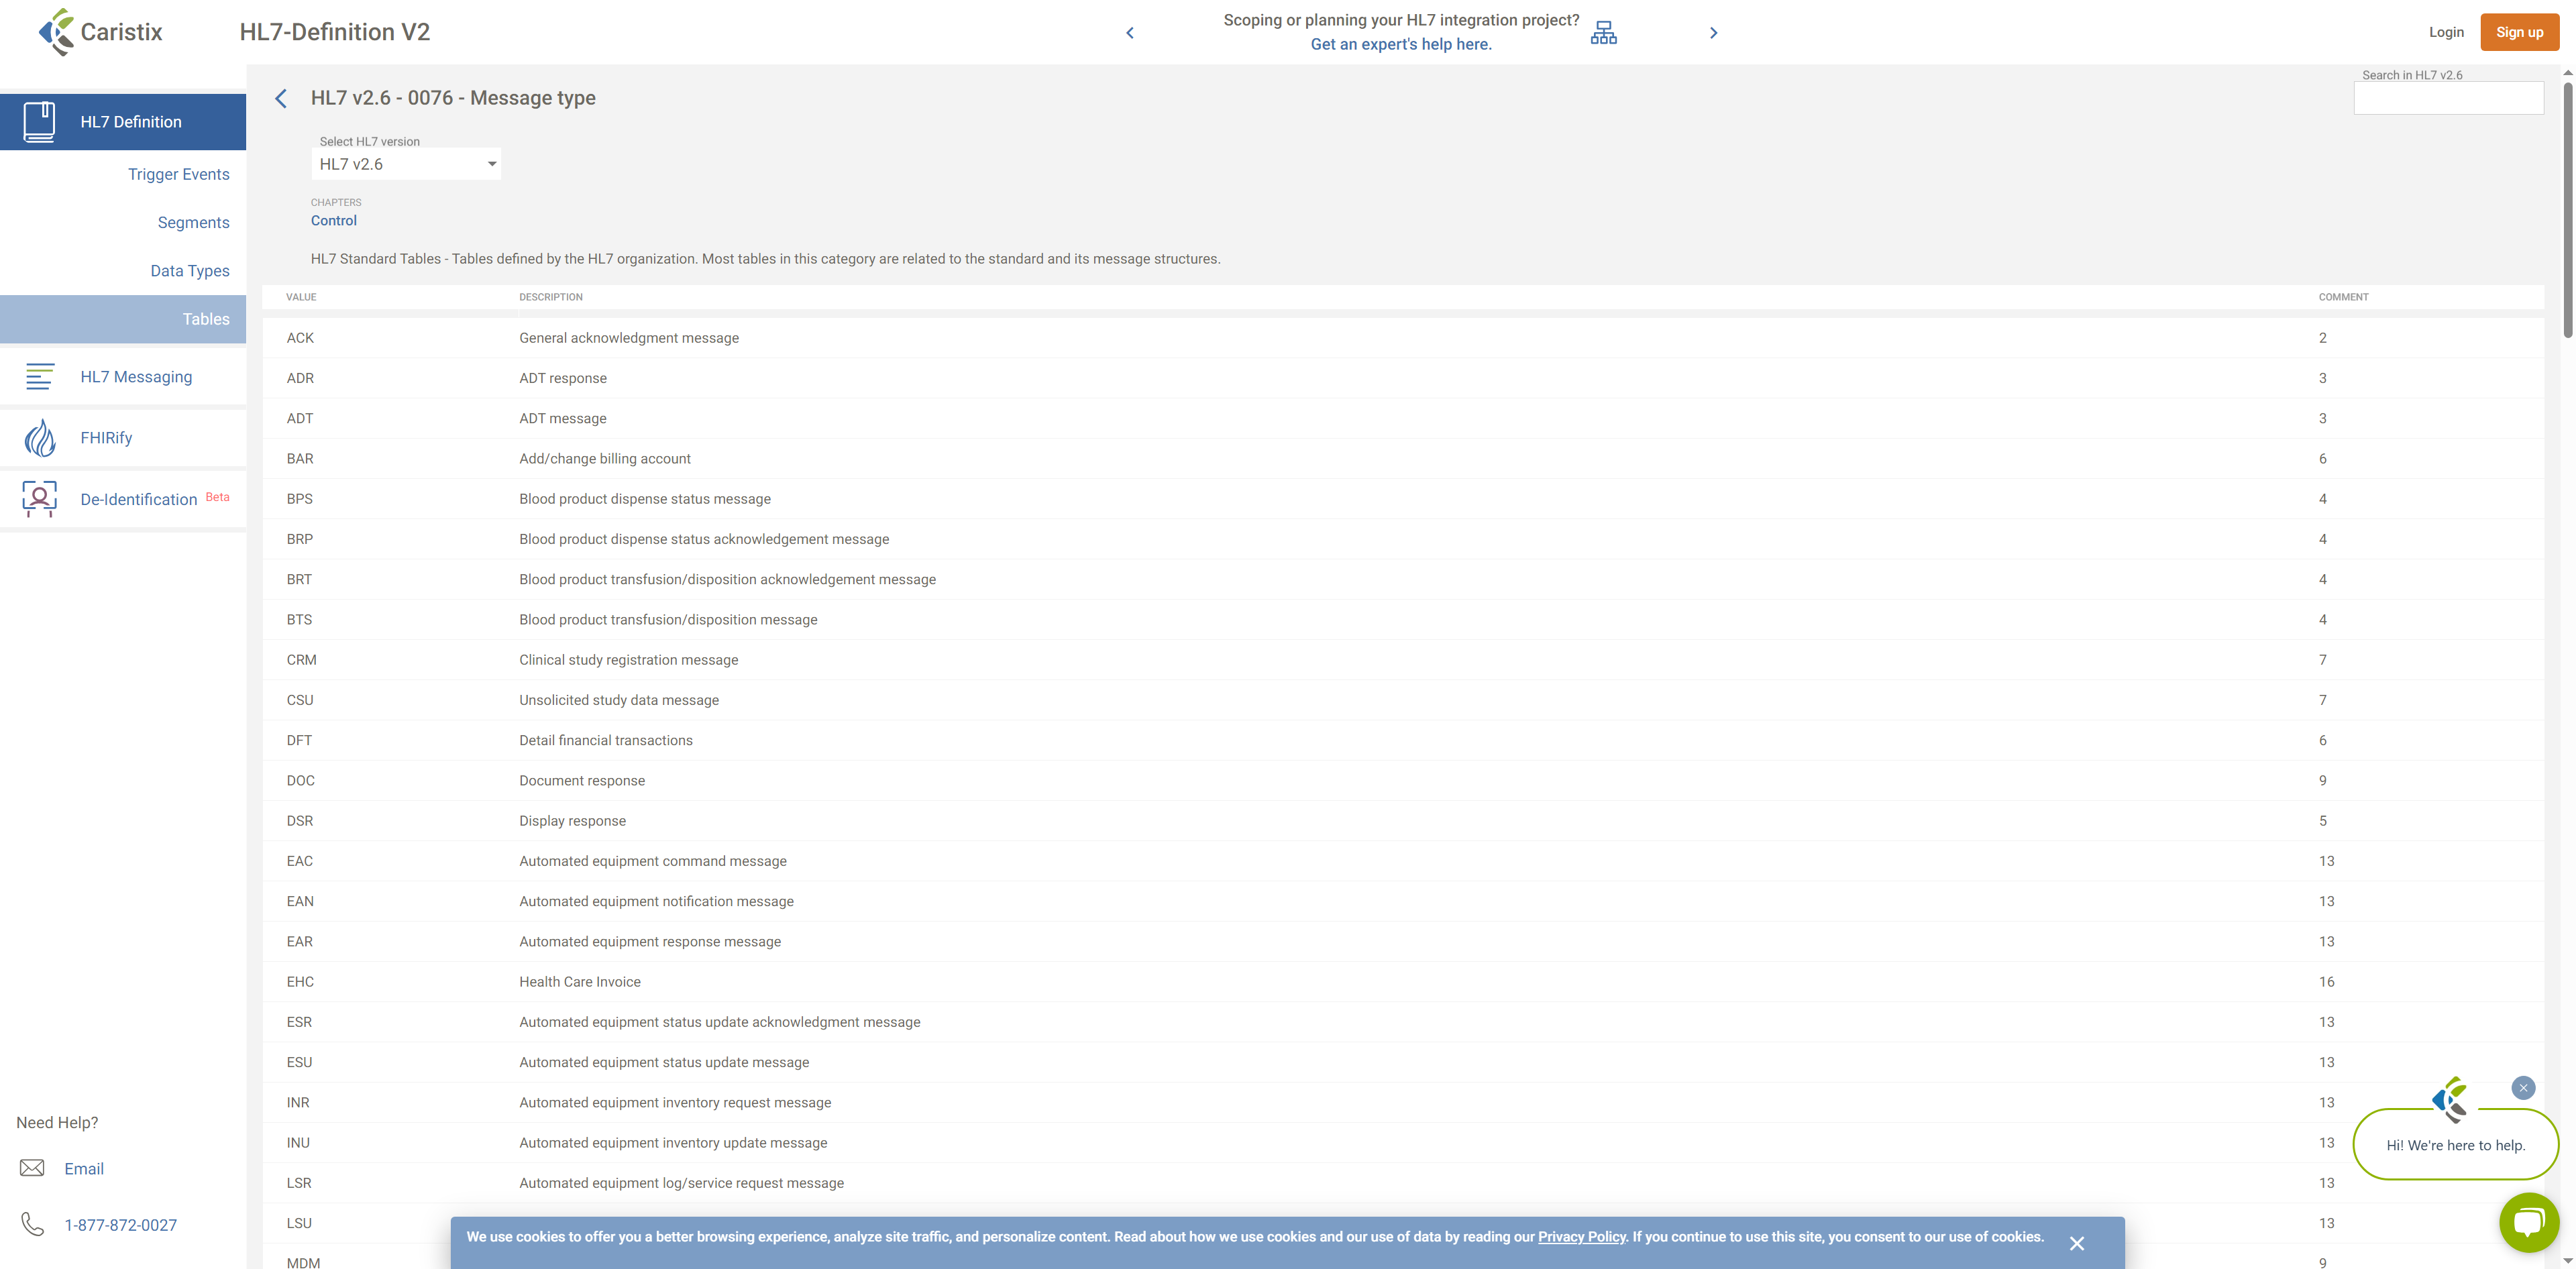 Caristix
HL7-Definition V2
Scoping or planning your HL7 integration project?
Get an expert's help here.
Login
Sign up
HL7 Definition
Trigger Events
Segments
Data Types
Tables
HL7 Messaging
FHIRify
De-Identification Beta
Need Help?
Email
1-877-872-0027
HL7 v2.6 - 0076 - Message type
Search in HL7 v2.6
Select HL7 version
HL7 v2.6
CHAPTERS
Control
HL7 Standard Tables - Tables defined by the HL7 organization. Most tables in this category are related to the standard and its message structures.
VALUE DESCRIPTION COMMENT
ACK General acknowledgment message 2
ADR ADT response 3
ADT ADT message 3
BAR Add/change billing account 6
BPS Blood product dispense status message 4
BRP Blood product dispense status acknowledgement message 4
BRT Blood product transfusion/disposition acknowledgement message 4
BTS Blood product transfusion/disposition message 4
CRM Clinical study registration message 7
CSU Unsolicited study data message 7
DFT Detail financial transactions 6
DOC Document response 9
DSR Display response 5
EAC Automated equipment command message 13
EAN Automated equipment notification message 13
EAR Automated equipment response message 13
EHC Health Care Invoice 16
ESR Automated equipment status update acknowledgment message 13
ESU Automated equipment status update message 13
INR Automated equipment inventory request message 13
INU Automated equipment inventory update message 13
LSR Automated equipment log/service request message 13
LSU 13
MDM 9
Hi! We're here to help.
We use cookies to offer you a better browsing experience, analyze site traffic, and personalize content. Read about how we use cookies and our use of data by reading our Privacy Policy. If you continue to use this site, you consent to our use of cookies.